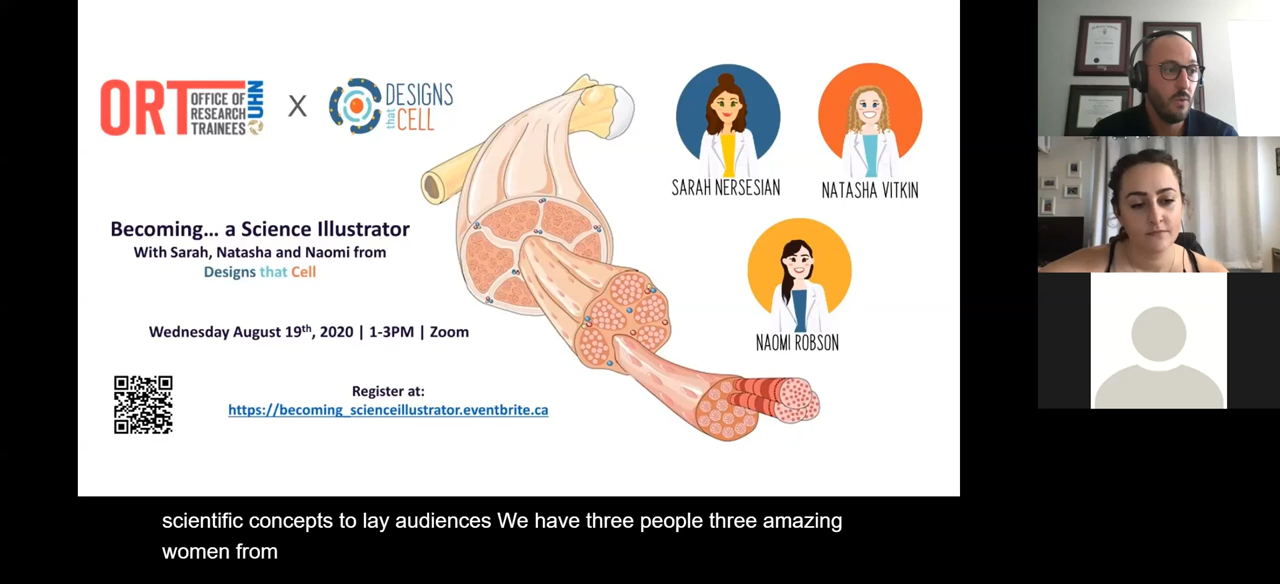 ORT OFFICE OF
RESEARCH
TRAINEES
UHN
X
DESIGNS
that CELL
SARAH NERSESIAN
NATASHA VITKIN
NAOMI ROBSON
Becoming... a Science Illustrator
With Sarah, Natasha and Naomi from
Designs that Cell
Wednesday August 19th, 2020 | 1-3PM | Zoom
Register at:
https://becoming_scienceillustrator.eventbrite.ca
scientific concepts to lay audiences We have three people three amazing
women from